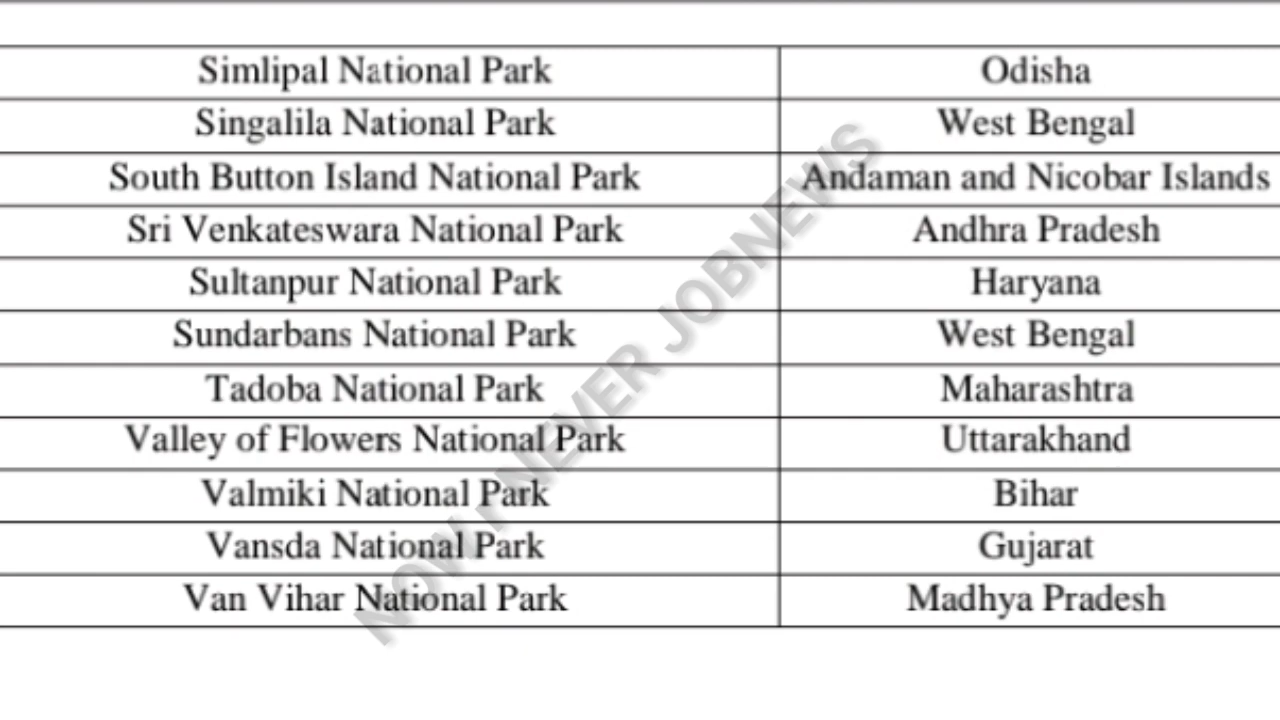 Simlipal National Park Odisha
Singalila National Park West Bengal
South Button Island National Park Andaman and Nicobar Islands
Sri Venkateswara National Park Andhra Pradesh
Sultanpur National Park Haryana
Sundarbans National Park West Bengal
Tadoba National Park Maharashtra
Valley of Flowers National Park Uttarakhand
Valmiki National Park Bihar
Vansda National Park Gujarat
Van Vihar National Park Madhya Pradesh
NOW R NEVER JOBNEWS